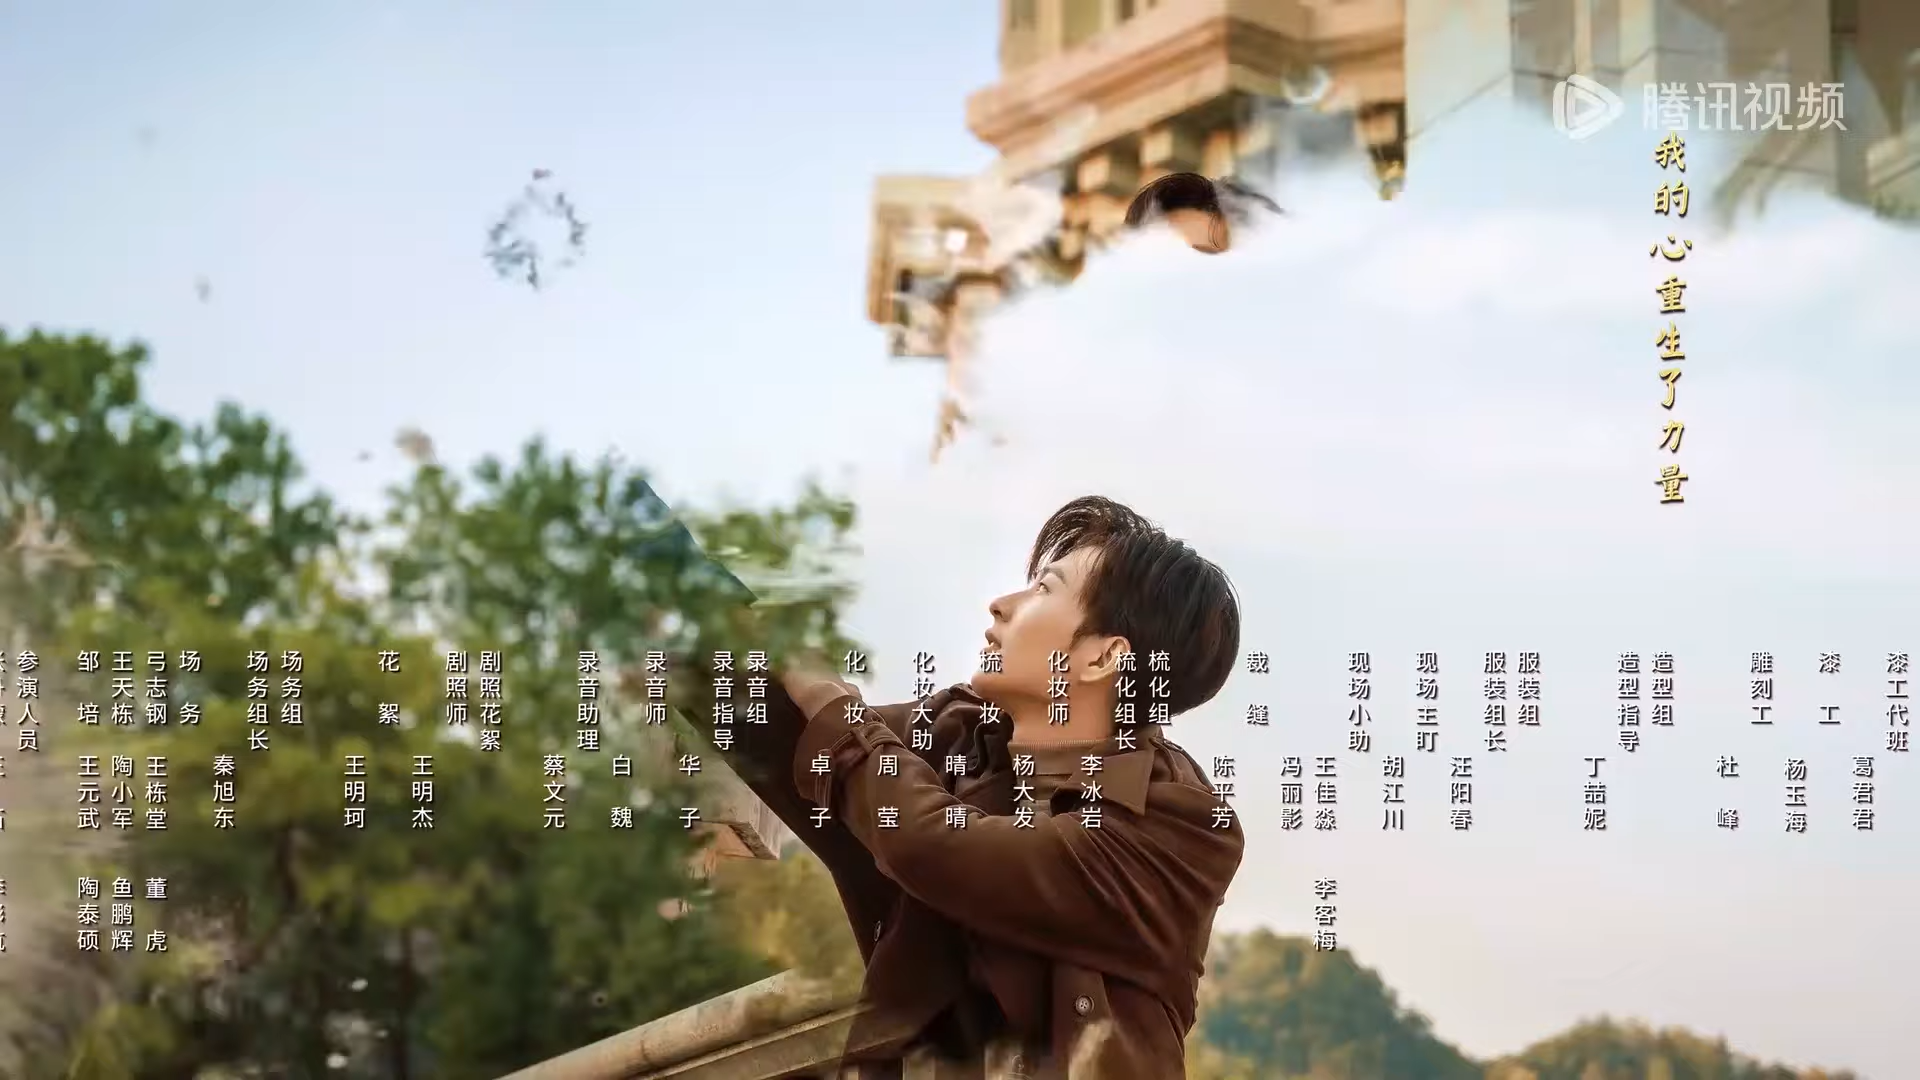 腾讯视频
我的心重生了力量
漆工代班
葛君君
漆工
杨玉海
雕刻工
杜峰
造型组
造型指导
丁喆妮
服装组
服装组长
汪阳春
现场主盯
胡江川
现场小助
王佳淼 李客梅
冯丽影
裁缝
陈平芳
梳化组
梳化组长
李冰岩
化妆师
杨大发
梳妆
晴晴
化妆大助
周莹
化妆
卓子
录音组
录音指导
华子
录音师
白魏
录音助理
蔡文元
剧照花絮
剧照师
王明杰
花絮
王明珂
场务组
场务组长
秦旭东
场务
弓志钢 王栋堂 董虎
王天栋 陶小军 鱼鹏辉
邹培 王元武 陶泰硕
参演人员